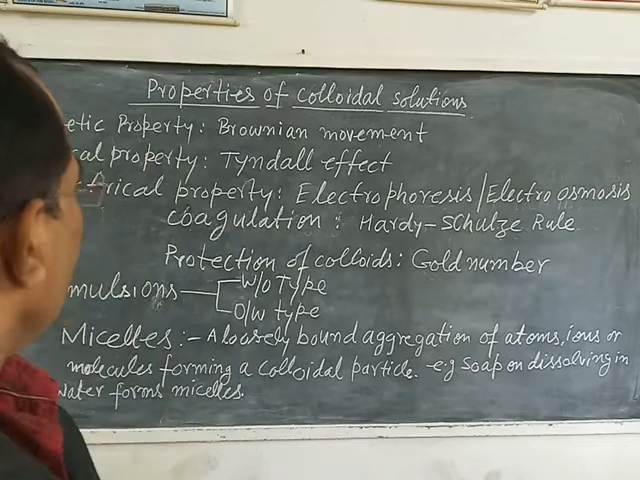 Properties of colloidal solutions
etic Property: Brownian movement
cal property: Tyndall effect
ctrical property: Electrophoresis/Electro osmosis
coagulation: Hardy-Schulze Rule
Protection of colloids: Gold number
mulsions W/O Type
O/W type
Micelles:- A loosely bound aggregation of atoms, ions or
molecules forming a colloidal particle. e.g Soap on dissolving in
Water forms micelles.